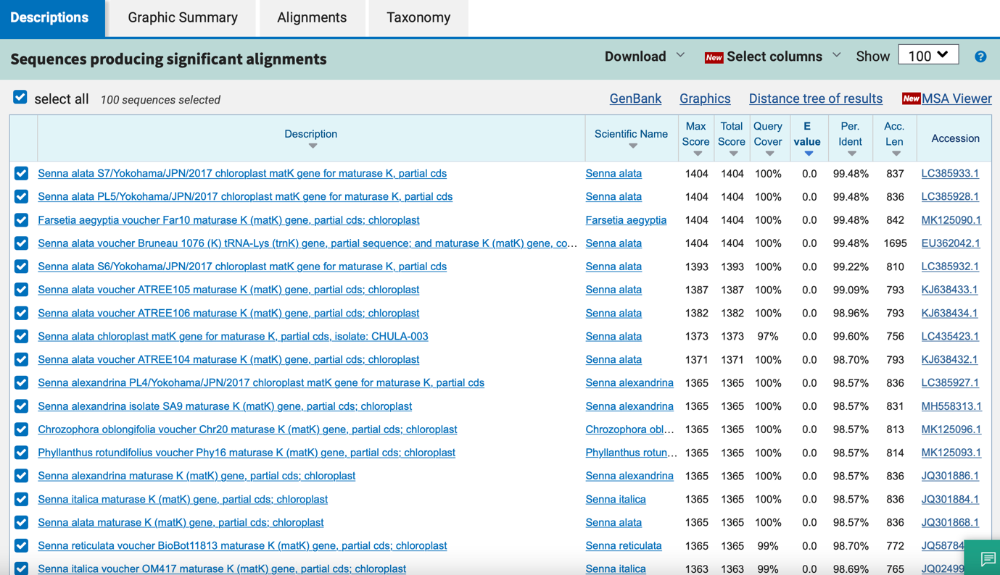 Descriptions Graphic Summary Alignments Taxonomy
Sequences producing significant alignments Download New Select columns Show 100 ?
select all 100 sequences selected GenBank Graphics Distance tree of results New MSA Viewer
Description Scientific Name Max Score Total Score Query Cover E value Per. Ident Acc. Len Accession
Senna alata S7/Yokohama/JPN/2017 chloroplast matK gene for maturase K, partial cds Senna alata 1404 1404 100% 0.0 99.48% 837 LC385933.1
Senna alata PL5/Yokohama/JPN/2017 chloroplast matK gene for maturase K, partial cds Senna alata 1404 1404 100% 0.0 99.48% 836 LC385928.1
Farsetia aegyptia voucher Far10 maturase K (matK) gene, partial cds; chloroplast Farsetia aegyptia 1404 1404 100% 0.0 99.48% 842 MK125090.1
Senna alata voucher Bruneau 1076 (K) tRNA-Lys (trnK) gene, partial sequence; and maturase K (matK) gene, co... Senna alata 1404 1404 100% 0.0 99.48% 1695 EU362042.1
Senna alata S6/Yokohama/JPN/2017 chloroplast matK gene for maturase K, partial cds Senna alata 1393 1393 100% 0.0 99.22% 810 LC385932.1
Senna alata voucher ATREE105 maturase K (matK) gene, partial cds; chloroplast Senna alata 1387 1387 100% 0.0 99.09% 793 KJ638433.1
Senna alata voucher ATREE106 maturase K (matK) gene, partial cds; chloroplast Senna alata 1382 1382 100% 0.0 98.96% 793 KJ638434.1
Senna alata chloroplast matK gene for maturase K, partial cds, isolate: CHULA-003 Senna alata 1373 1373 97% 0.0 99.60% 756 LC435423.1
Senna alata voucher ATREE104 maturase K (matK) gene, partial cds; chloroplast Senna alata 1371 1371 100% 0.0 98.70% 793 KJ638432.1
Senna alexandrina PL4/Yokohama/JPN/2017 chloroplast matK gene for maturase K, partial cds Senna alexandrina 1365 1365 100% 0.0 98.57% 836 LC385927.1
Senna alexandrina isolate SA9 maturase K (matK) gene, partial cds; chloroplast Senna alexandrina 1365 1365 100% 0.0 98.57% 831 MH558313.1
Chrozophora oblongifolia voucher Chr20 maturase K (matK) gene, partial cds; chloroplast Chrozophora obl... 1365 1365 100% 0.0 98.57% 813 MK125096.1
Phyllanthus rotundifolius voucher Phy16 maturase K (matK) gene, partial cds; chloroplast Phyllanthus rotun... 1365 1365 100% 0.0 98.57% 814 MK125093.1
Senna alexandrina maturase K (matK) gene, partial cds; chloroplast Senna alexandrina 1365 1365 100% 0.0 98.57% 836 JQ301886.1
Senna italica maturase K (matK) gene, partial cds; chloroplast Senna italica 1365 1365 100% 0.0 98.57% 836 JQ301884.1
Senna alata maturase K (matK) gene, partial cds; chloroplast Senna alata 1365 1365 100% 0.0 98.57% 836 JQ301868.1
Senna reticulata voucher BioBot11813 maturase K (matK) gene, partial cds; chloroplast Senna reticulata 1365 1365 99% 0.0 98.70% 772 JQ58784
Senna italica voucher OM417 maturase K (matK) gene, partial cds; chloroplast Senna italica 1363 1363 99% 0.0 98.69% 765 JQ02499